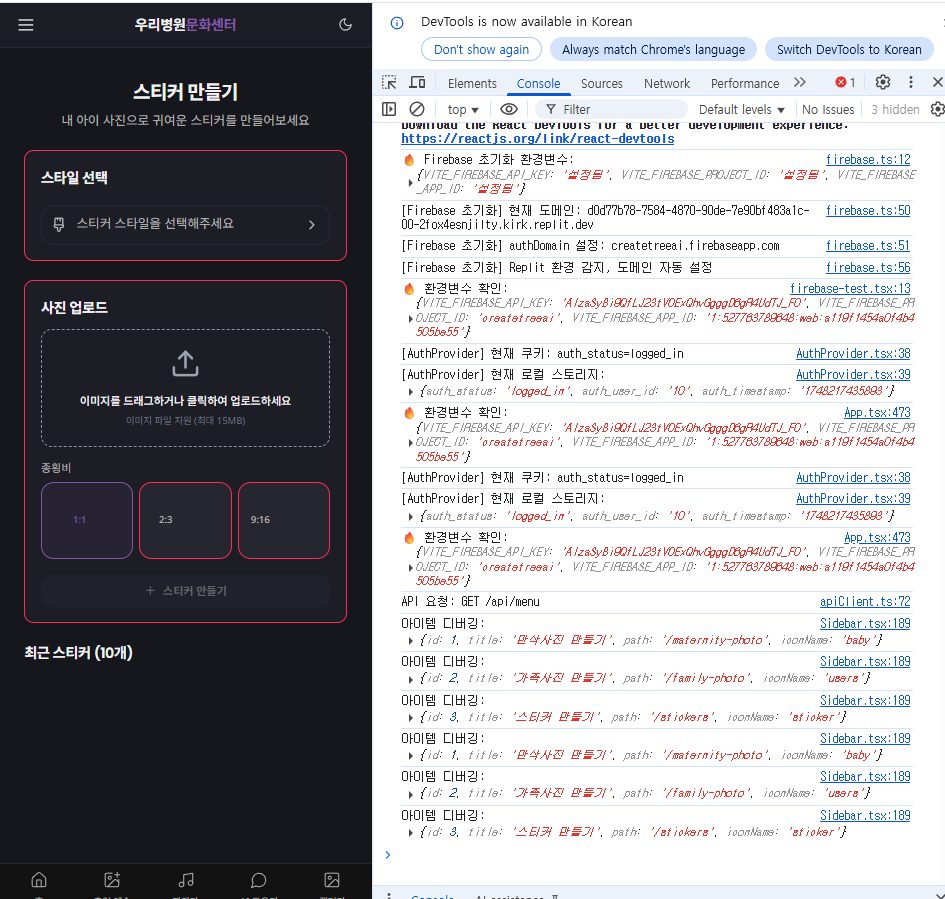 우리병원문화센터
스티커 만들기
내 아이 사진으로 귀여운 스티커를 만들어보세요
스타일 선택
스티커 스타일을 선택해주세요
사진 업로드
이미지를 드래그하거나 클릭하여 업로드하세요
이미지 파일 지원 (최대 15MB)
종횡비
1:1 2:3 9:16
+ 스티커 만들기
최근 스티커 (10개)
DevTools is now available in Korean
Don't show again Always match Chrome's language Switch DevTools to Korean
Elements Console Sources Network Performance 1
top Filter Default levels No Issues 3 hidden
Download the React DevTools for a better development experience:
https://reactjs.org/link/react-devtools
Firebase 초기화 환경변수: firebase.ts:12
{VITE_FIREBASE_API_KEY: '설정됨', VITE_FIREBASE_PROJECT_ID: '설정됨', VITE_FIREBASE
_APP_ID: '설정됨'}
[Firebase 초기화] 현재 도메인: d0d77b78-7584-4870-90de-7e90bf483a1c- firebase.ts:50
00-2fox4esnjilty.kirk.replit.dev
[Firebase 초기화] authDomain 설정: createtreeai.firebaseapp.com firebase.ts:51
[Firebase 초기화] Replit 환경 감지, 도메인 자동 설정 firebase.ts:56
환경변수 확인: firebase-test.tsx:13
{VITE_FIREBASE_API_KEY: VITE_FIREBASE_PR
OJECT_ID: 'createtreeai', VITE_FIREBASE_APP_ID: '1:527763789648:web:a119f1454a0f4b4
505be55'}
[AuthProvider] 현재 쿠키: auth_status=logged_in AuthProvider.tsx:38
[AuthProvider] 현재 로컬 스토리지: AuthProvider.tsx:39
{auth_status: 'logged_in', auth_user_id: '10', auth_timestamp: '1748217435893'}
환경변수 확인: App.tsx:473
{VITE_FIREBASE_API_KEY: VITE_FIREBASE_PR
OJECT_ID: 'createtreeai', VITE_FIREBASE_APP_ID: '1:527763789648:web:a119f1454a0f4b4
505be55'}
[AuthProvider] 현재 쿠키: auth_status=logged_in AuthProvider.tsx:38
[AuthProvider] 현재 로컬 스토리지: AuthProvider.tsx:39
{auth_status: 'logged_in', auth_user_id: '10', auth_timestamp: '1748217435893'}
환경변수 확인: App.tsx:473
{VITE_FIREBASE_API_KEY: VITE_FIREBASE_PR
OJECT_ID: 'createtreeai', VITE_FIREBASE_APP_ID: '1:527763789648:web:a119f1454a0f4b4
505be55'}
API 요청: GET /api/menu apiClient.ts:72
아이템 디버깅: Sidebar.tsx:189
{id: 1, title: '만삭사진 만들기', path: '/maternity-photo', iconName: 'baby'}
아이템 디버깅: Sidebar.tsx:189
{id: 2, title: '가족사진 만들기', path: '/family-photo', iconName: 'users'}
아이템 디버깅: Sidebar.tsx:189
{id: 3, title: '스티커 만들기', path: '/stickers', iconName: 'sticker'}
아이템 디버깅: Sidebar.tsx:189
{id: 1, title: '만삭사진 만들기', path: '/maternity-photo', iconName: 'baby'}
아이템 디버깅: Sidebar.tsx:189
{id: 2, title: '가족사진 만들기', path: '/family-photo', iconName: 'users'}
아이템 디버깅: Sidebar.tsx:189
{id: 3, title: '스티커 만들기', path: '/stickers', iconName: 'sticker'}
Console AI assistance